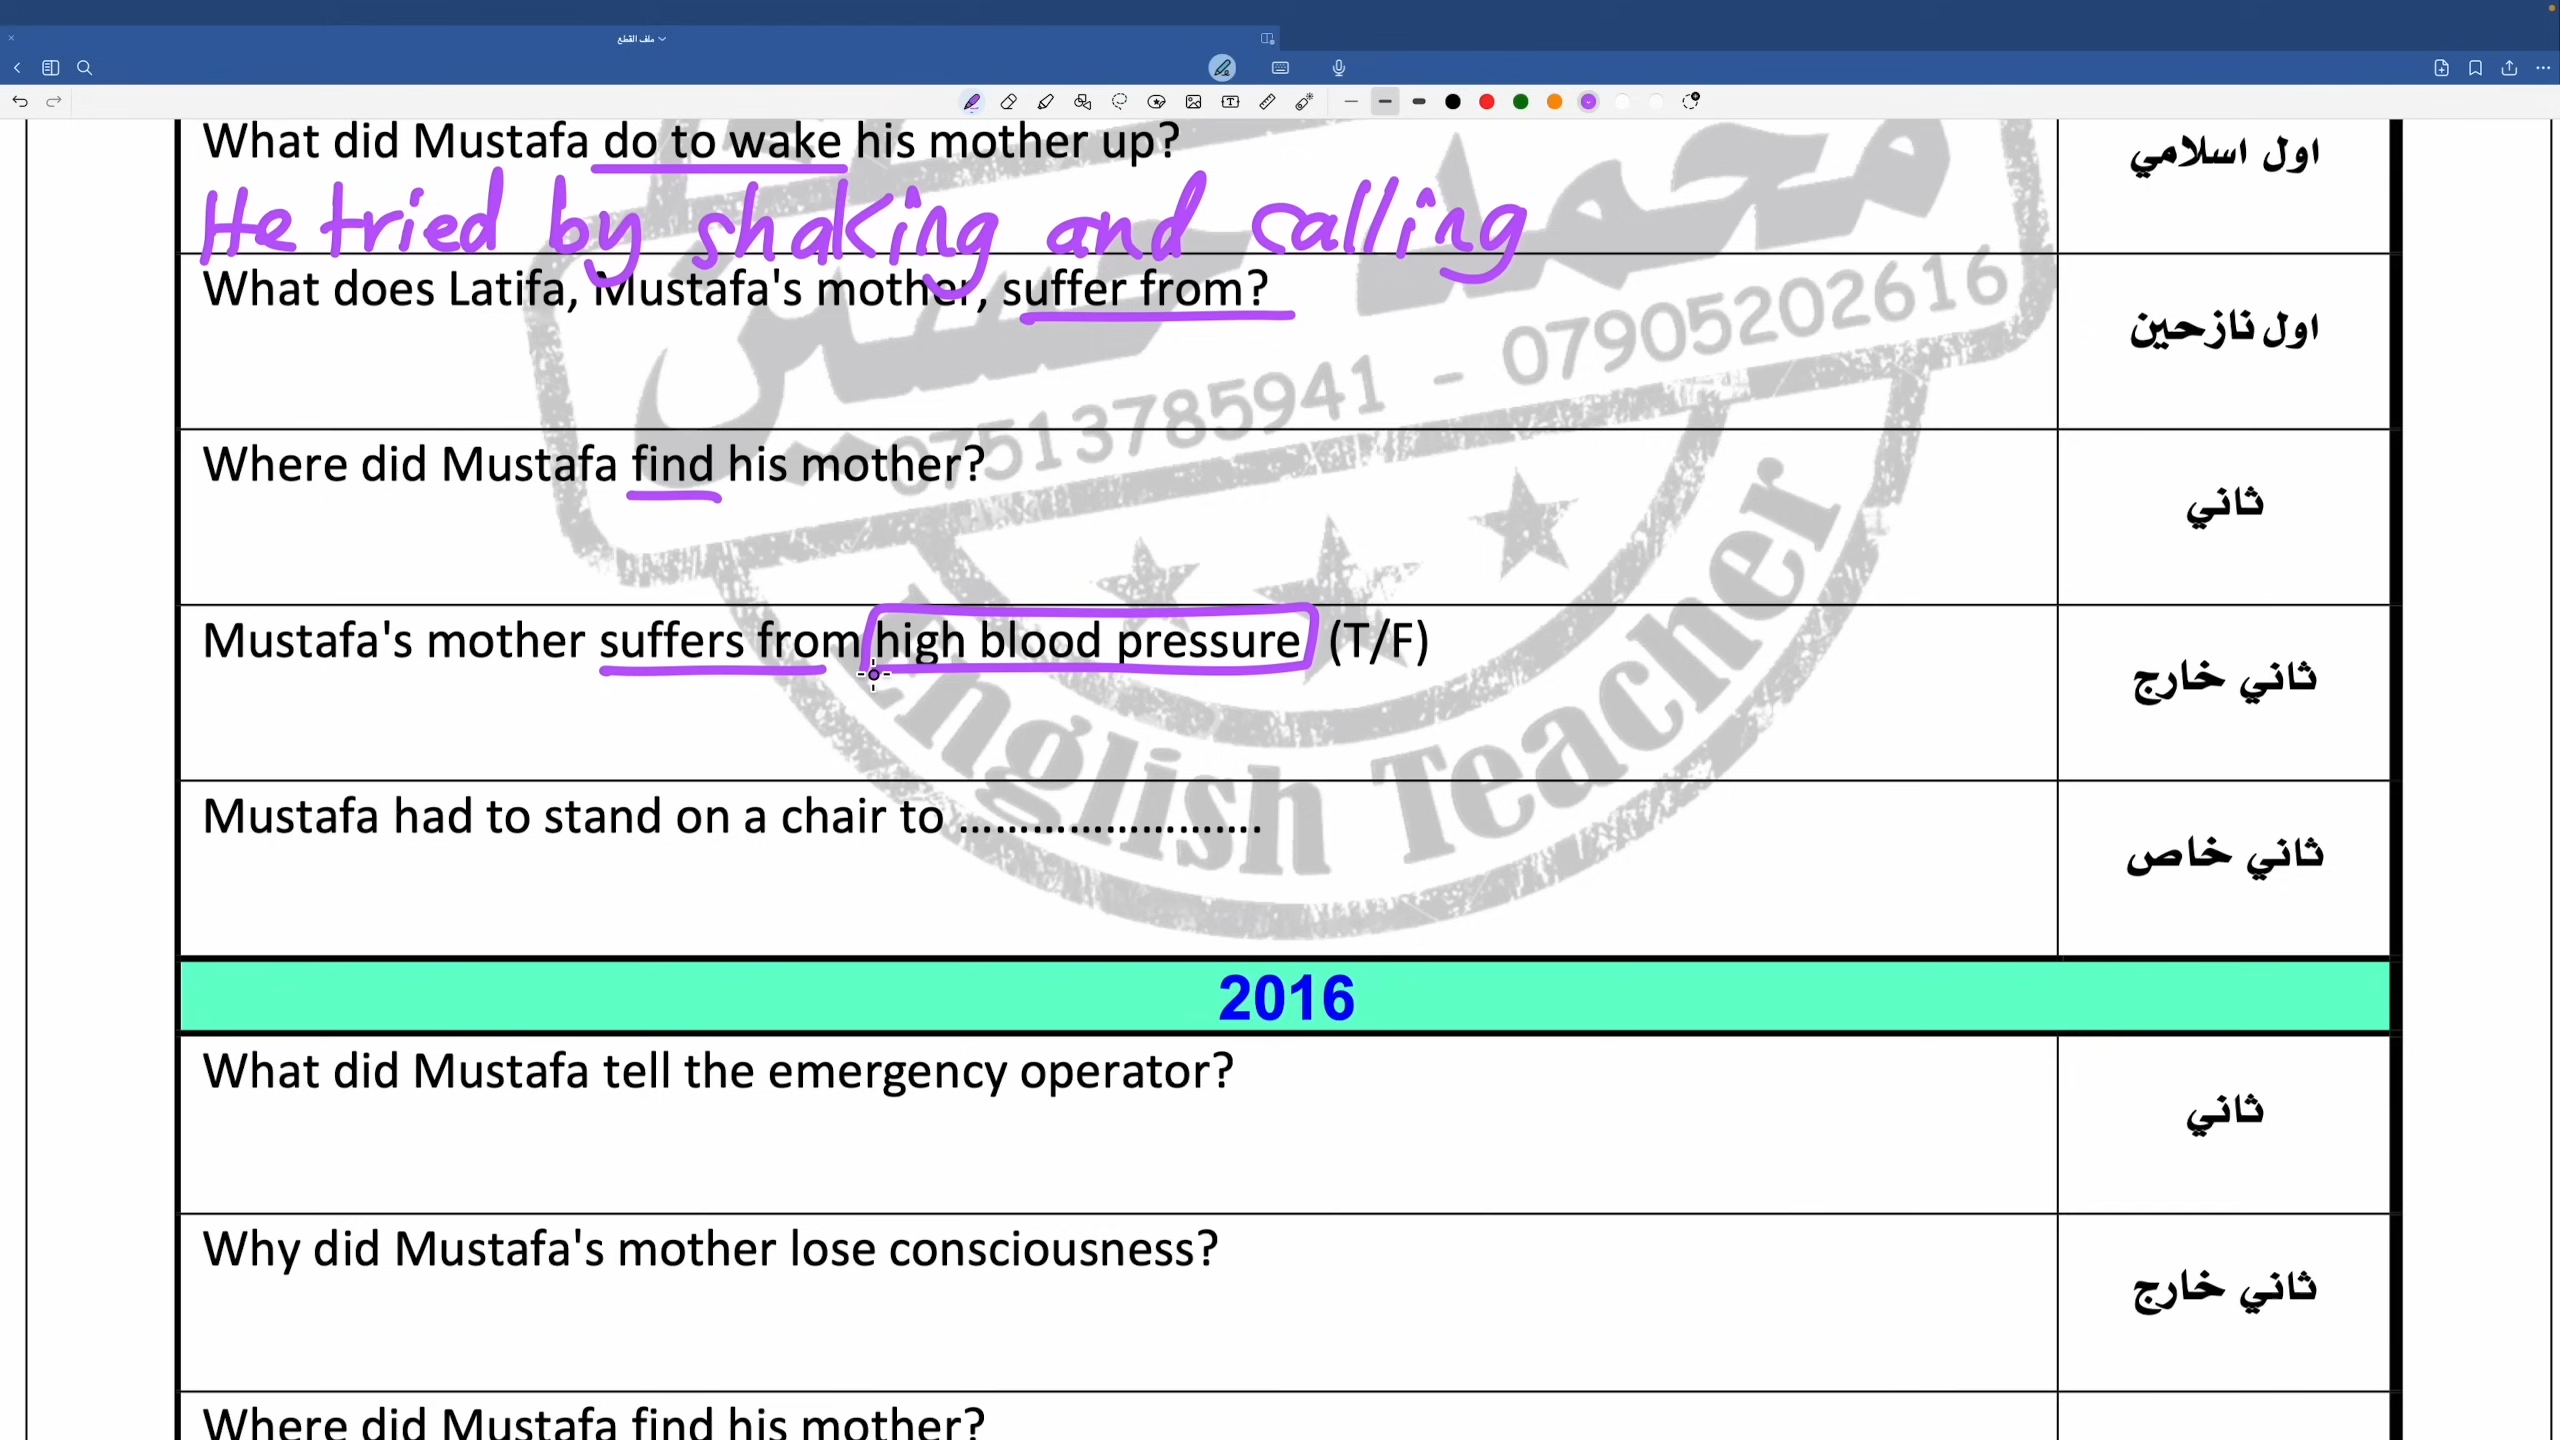 ملف القطع
What did Mustafa do to wake his mother up?
اول اسلامي
He tried by shaking and calling
What does Latifa, Mustafa's mother, suffer from?
اول نازحين
Where did Mustafa find his mother?
ثاني
Mustafa's mother suffers from high blood pressure (T/F)
ثاني خارج
Mustafa had to stand on a chair to ..........................
ثاني خاص
2016
What did Mustafa tell the emergency operator?
ثاني
Why did Mustafa's mother lose consciousness?
ثاني خارج
Where did Mustafa find his mother?
محمد حسين
07513785941 - 07905202616
English Teacher